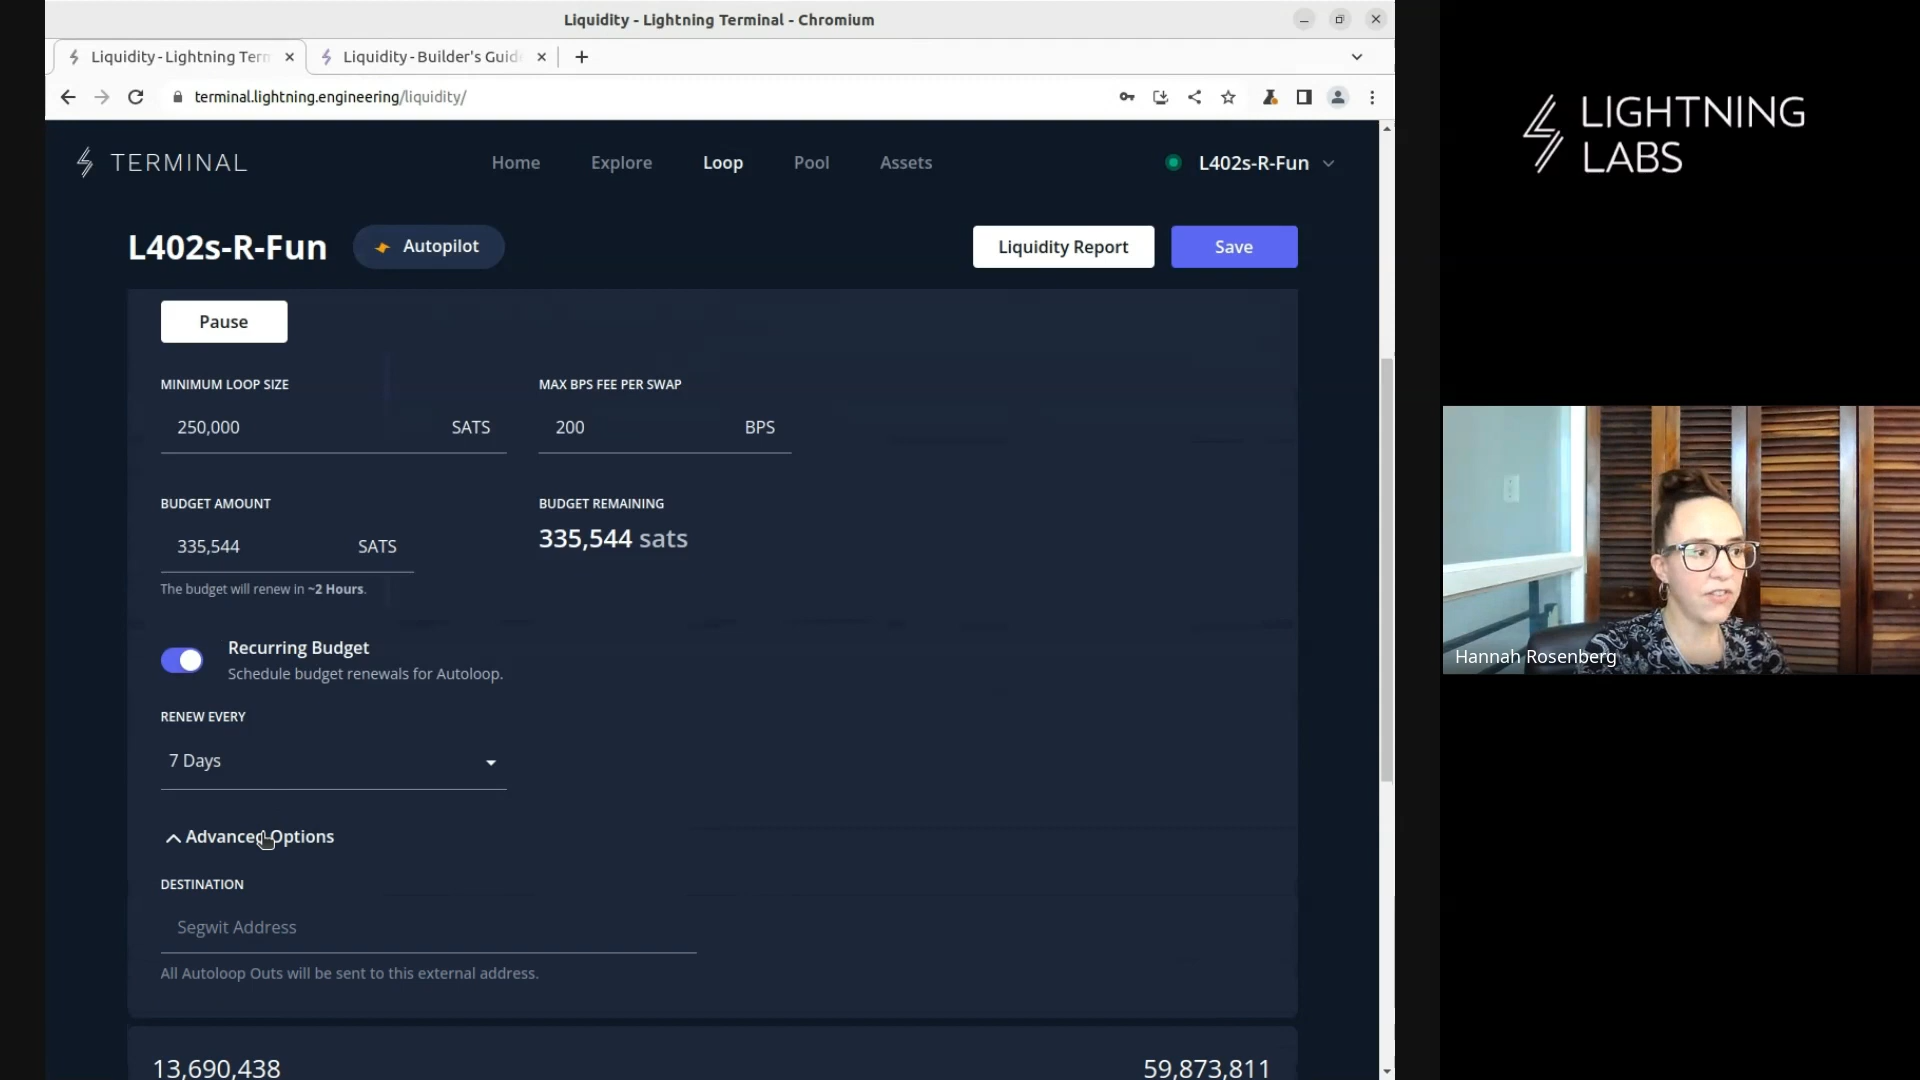 Liquidity - Lightning Terminal - Chromium
Liquidity - Lightning Tern
Liquidity - Builder's Guid
terminal.lightning.engineering/liquidity/
TERMINAL
Home
Explore
Loop
Pool
Assets
L402s-R-Fun
L402s-R-Fun
Autopilot
Liquidity Report
Save
Pause
MINIMUM LOOP SIZE
MAX BPS FEE PER SWAP
250,000 SATS
200 BPS
BUDGET AMOUNT
BUDGET REMAINING
335,544 SATS
335,544 sats
The budget will renew in ~2 Hours.
Recurring Budget
Schedule budget renewals for Autoloop.
RENEW EVERY
7 Days
Advanced Options
DESTINATION
Segwit Address
All Autoloop Outs will be sent to this external address.
13,690,438
59,873,811
LIGHTNING
LABS
Hannah Rosenberg